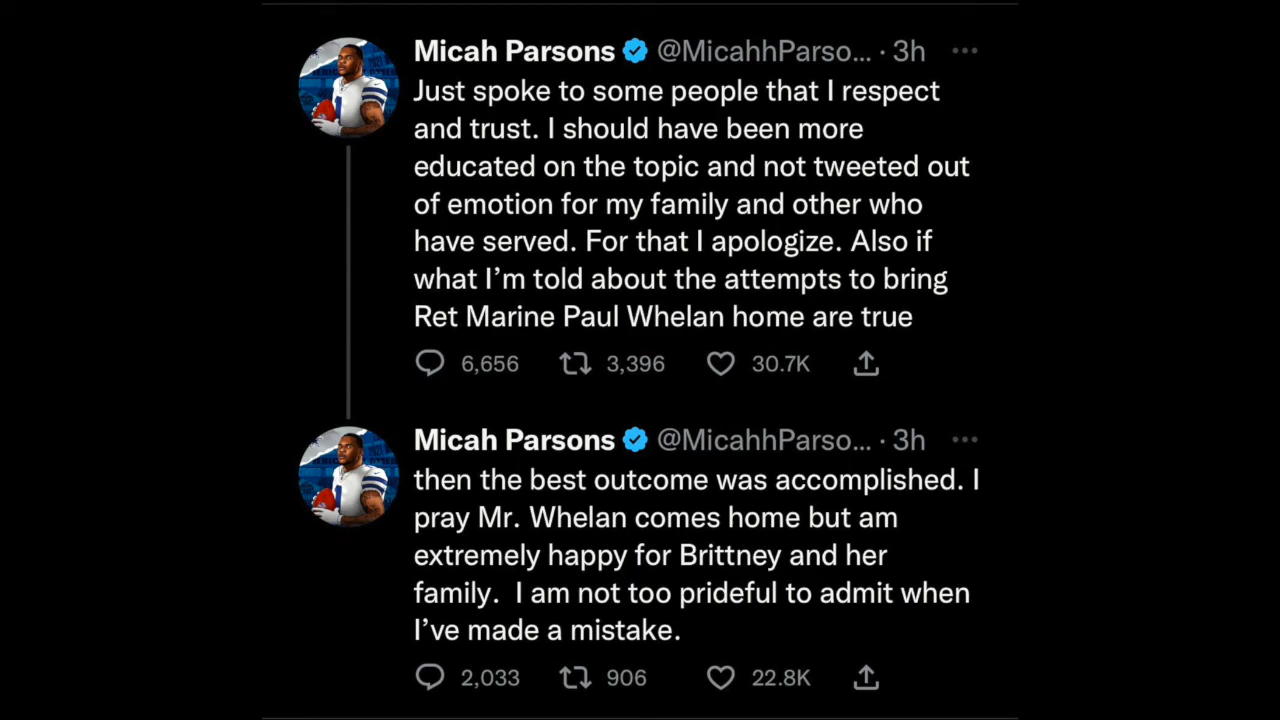 Micah Parsons @MicahhParso... · 3h
Just spoke to some people that I respect
and trust. I should have been more
educated on the topic and not tweeted out
of emotion for my family and other who
have served. For that I apologize. Also if
what I’m told about the attempts to bring
Ret Marine Paul Whelan home are true
6,656 3,396 30.7K
Micah Parsons @MicahhParso... · 3h
then the best outcome was accomplished. I
pray Mr. Whelan comes home but am
extremely happy for Brittney and her
family.  I am not too prideful to admit when
I’ve made a mistake.
2,033 906 22.8K